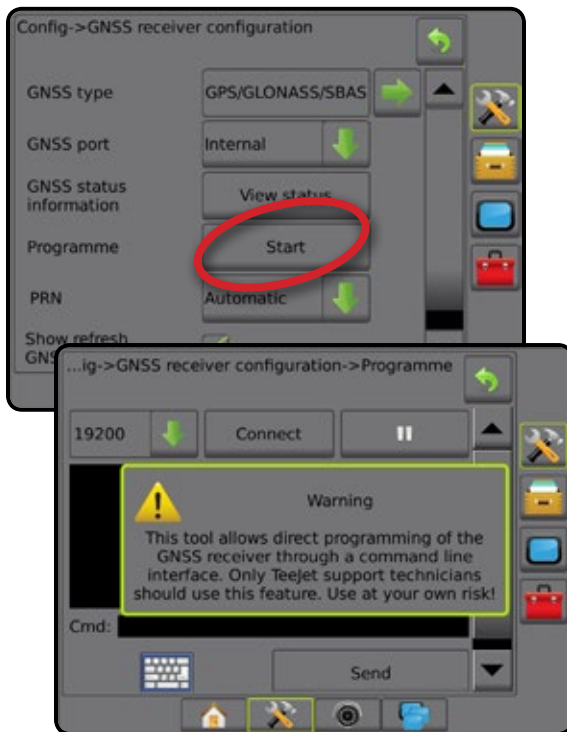 Config->GNSS receiver configuration
GNSS type
GPS/GLONASS/SBAS
GNSS port
Internal
GNSS status
information
View status
Programme
Start
PRN
Automatic
Show refresh
...ig->GNSS receiver configuration->Programme
19200
Connect
Warning
This tool allows direct programming of the
GNSS receiver through a command line
interface. Only TeeJet support technicians
should use this feature. Use at your own risk!
Cmd:
Send